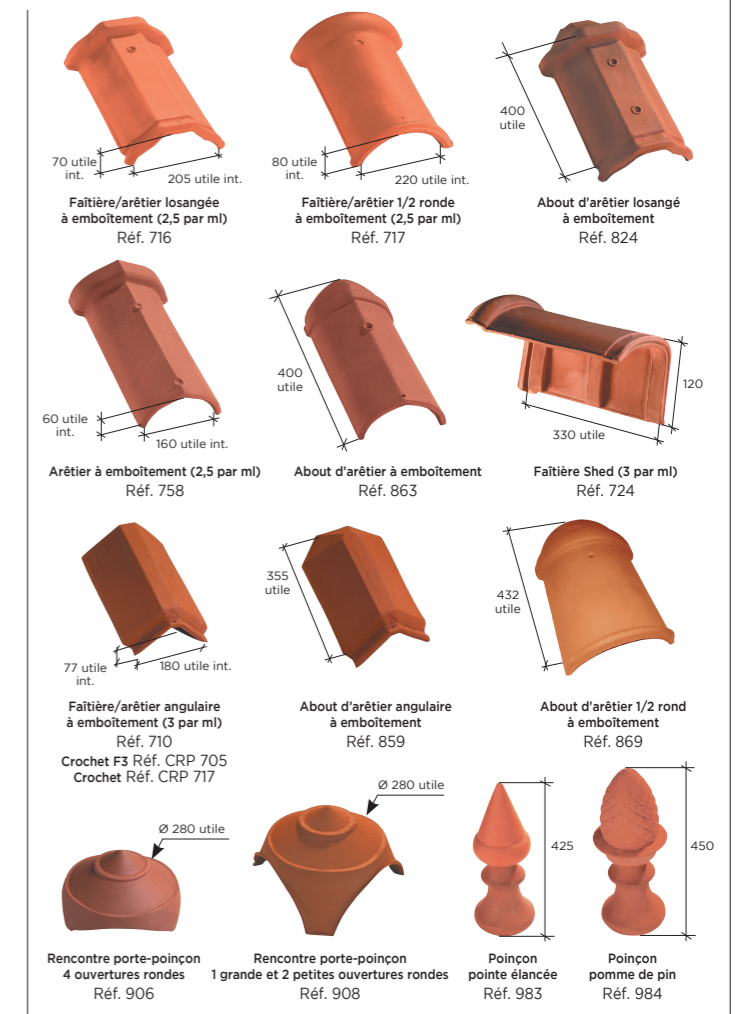 70 utile
int.
205 utile int.
Faîtière/arêtier losangée
à emboîtement (2,5 par ml)
Réf. 716
80 utile
int.
220 utile int.
Faîtière/arêtier 1/2 ronde
à emboîtement (2,5 par ml)
Réf. 717
400
utile
About d'arêtier losangé
à emboîtement
Réf. 824
60 utile
int.
160 utile int.
Arêtier à emboîtement (2,5 par ml)
Réf. 758
400
utile
About d'arêtier à emboîtement
Réf. 863
120
330 utile
Faîtière Shed (3 par ml)
Réf. 724
77 utile
int.
180 utile int.
Faîtière/arêtier angulaire
à emboîtement (3 par ml)
Réf. 710
Crochet F3 Réf. CRP 705
Crochet Réf. CRP 717
355
utile
About d'arêtier angulaire
à emboîtement
Réf. 859
432
utile
About d'arêtier 1/2 rond
à emboîtement
Réf. 869
Ø 280 utile
Rencontre porte-poinçon
4 ouvertures rondes
Réf. 906
Ø 280 utile
Rencontre porte-poinçon
1 grande et 2 petites ouvertures rondes
Réf. 908
425
Poinçon
pointe élancée
Réf. 983
450
Poinçon
pomme de pin
Réf. 984